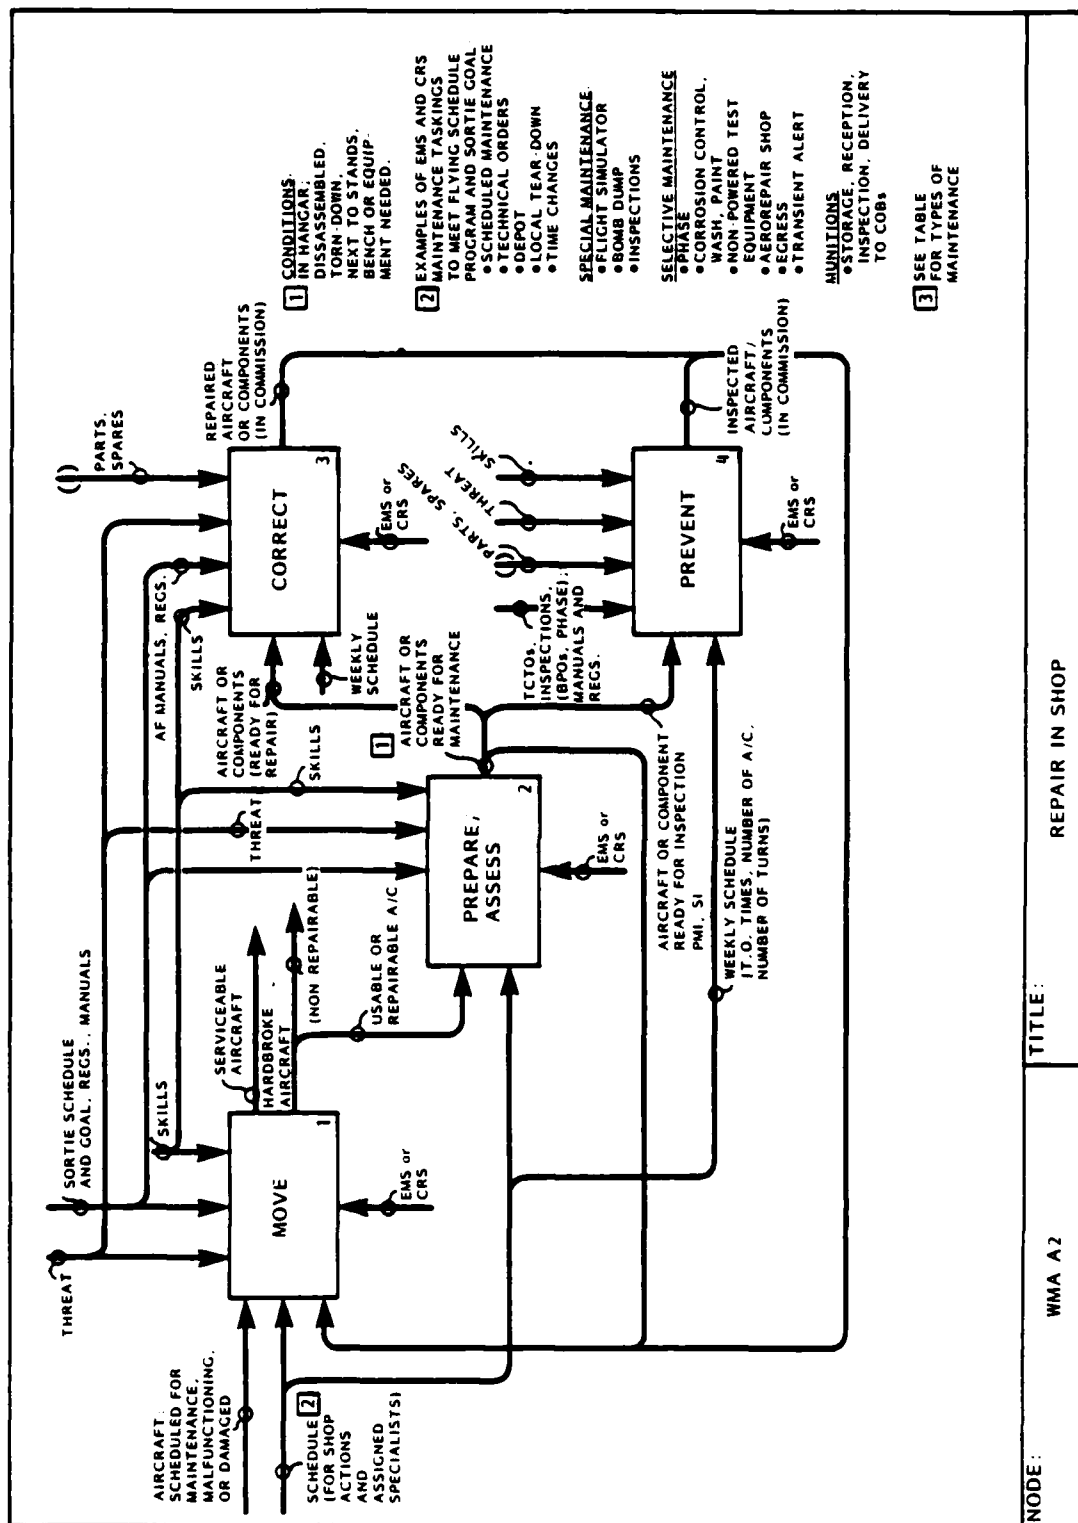 THREAT
SORTIE SCHEDULE
AND GOAL, REGS., MANUALS
SKILLS
AIRCRAFT
SCHEDULED FOR
MAINTENANCE,
MALFUNCTIONING,
OR DAMAGED
SCHEDULE 2
(FOR SHOP
ACTIONS
AND
ASSIGNED
SPECIALISTS)
MOVE
1
EMS or
CRS
SERVICEABLE
AIRCRAFT
HARDBROKE
AIRCRAFT
(NON REPAIRABLE)
USABLE OR
REPAIRABLE A/C
THREAT
SKILLS
PREPARE/
ASSESS
2
EMS or
CRS
1
AIRCRAFT OR
COMPONENTS
READY FOR
MAINTENANCE
AIRCRAFT OR
COMPONENTS
(READY FOR
REPAIR)
WEEKLY
SCHEDULE
SKILLS
AF MANUALS, REGS.
PARTS,
SPARES
CORRECT
3
EMS or
CRS
REPAIRED
AIRCRAFT
OR COMPONENTS
(IN COMMISSION)
AIRCRAFT OR COMPONENT
READY FOR INSPECTION
PMI, SI
WEEKLY SCHEDULE
(T.O. TIMES, NUMBER OF A/C,
NUMBER OF TURNS)
TCTOs,
INSPECTIONS,
(BPOs, PHASE);
MANUALS AND
REGS.
PARTS, SPARES
THREAT
SKILLS
PREVENT
4
EMS or
CRS
INSPECTED
AIRCRAFT/
COMPONENTS
(IN COMMISSION)
1 CONDITIONS
IN HANGAR,
DISSASSEMBLED,
TORN-DOWN,
NEXT TO STANDS,
BENCH OR EQUIP-
MENT NEEDED.
2 EXAMPLES OF EMS AND CRS
MAINTENANCE TASKINGS
TO MEET FLYING SCHEDULE
PROGRAM AND SORTIE GOAL
• SCHEDULED MAINTENANCE
• TECHNICAL ORDERS
• DEPOT
• LOCAL TEAR-DOWN
• TIME CHANGES
SPECIAL MAINTENANCE
• FLIGHT SIMULATOR
• BOMB DUMP
• INSPECTIONS
SELECTIVE MAINTENANCE
• PHASE
• CORROSION CONTROL,
WASH, PAINT
• NON-POWERED TEST
EQUIPMENT
• AEROREPAIR SHOP
• EGRESS
• TRANSIENT ALERT
MUNITIONS
• STORAGE, RECEPTION,
INSPECTION, DELIVERY
TO COBs
3 SEE TABLE
FOR TYPES OF
MAINTENANCE
NODE:
WMA A2
TITLE:
REPAIR IN SHOP